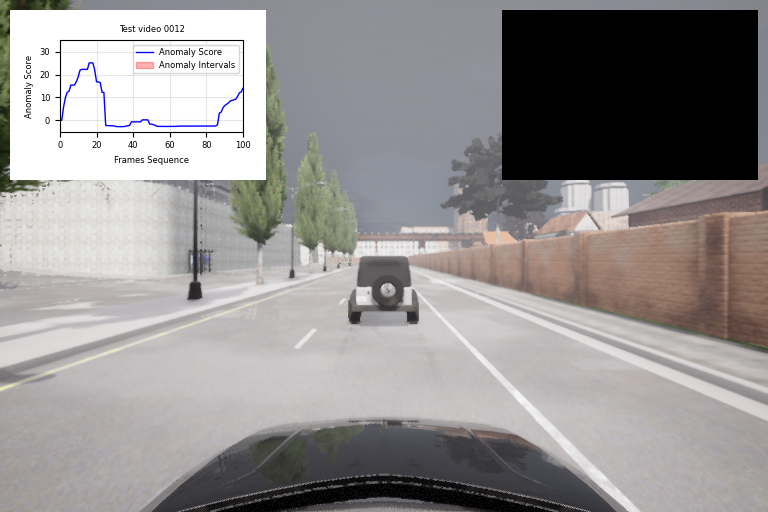 Test video 0012
Anomaly Score
Anomaly Intervals
30
20
10
0
Anomaly Score
0 20 40 60 80 100
Frames Sequence